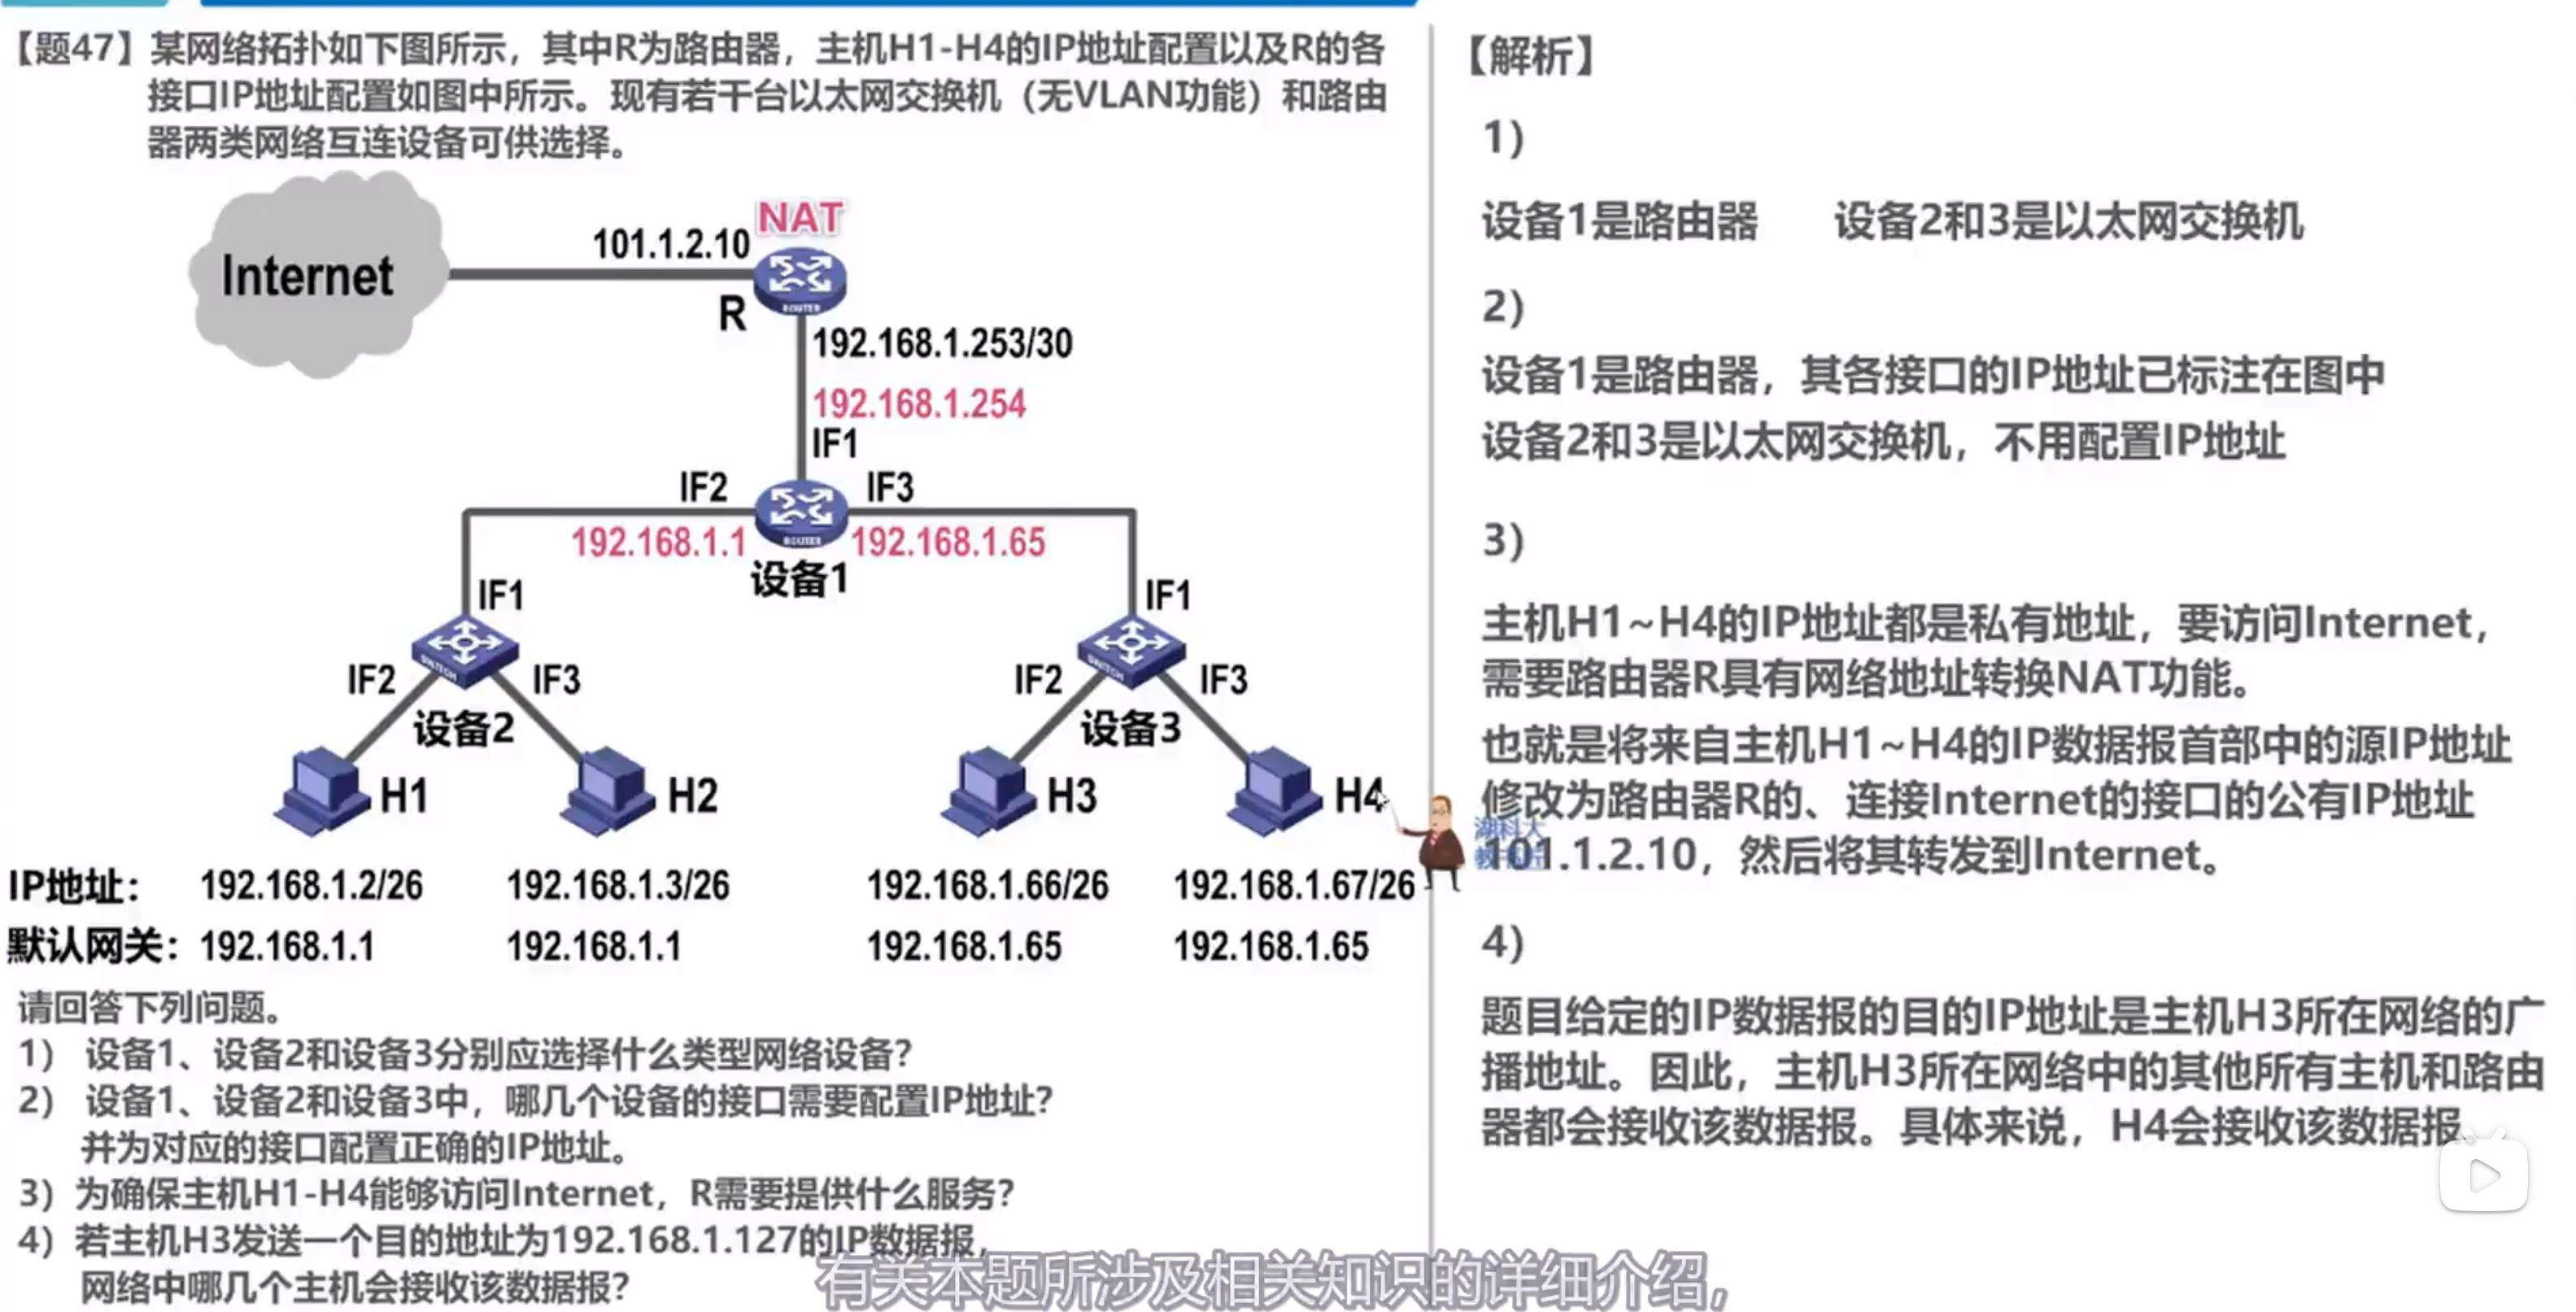 【题47】某网络拓扑如下图所示，其中R为路由器，主机H1-H4的IP地址配置以及R的各
接口IP地址配置如图中所示。现有若干台以太网交换机（无VLAN功能）和路由
器两类网络互连设备可供选择。
Internet
101.1.2.10
NAT
ROUTER
R
192.168.1.253/30
192.168.1.254
IF1
IF2
IF3
192.168.1.1
ROUTER
192.168.1.65
设备1
IF1
IF1
SWITCH
SWITCH
IF2
IF3
IF2
IF3
设备2
设备3
H1
H2
H3
H4
IP地址： 192.168.1.2/26 192.168.1.3/26 192.168.1.66/26 192.168.1.67/26
默认网关：192.168.1.1 192.168.1.1 192.168.1.65 192.168.1.65
请回答下列问题。
1） 设备1、设备2和设备3分别应选择什么类型网络设备？
2） 设备1、设备2和设备3中，哪几个设备的接口需要配置IP地址？
并为对应的接口配置正确的IP地址。
3）为确保主机H1-H4能够访问Internet，R需要提供什么服务？
4）若主机H3发送一个目的地址为192.168.1.127的IP数据报，
网络中哪几个主机会接收该数据报？
【解析】
1）
设备1是路由器 设备2和3是以太网交换机
2）
设备1是路由器，其各接口的IP地址已标注在图中
设备2和3是以太网交换机，不用配置IP地址
3）
主机H1~H4的IP地址都是私有地址，要访问Internet，
需要路由器R具有网络地址转换NAT功能。
也就是将来自主机H1~H4的IP数据报首部中的源IP地址
修改为路由器R的、连接Internet的接口的公有IP地址
101.1.2.10，然后将其转发到Internet。
湖科大
教书匠
4）
题目给定的IP数据报的目的IP地址是主机H3所在网络的广
播地址。因此，主机H3所在网络中的其他所有主机和路由
器都会接收该数据报。具体来说，H4会接收该数据报
有关本题所涉及相关知识的详细介绍，